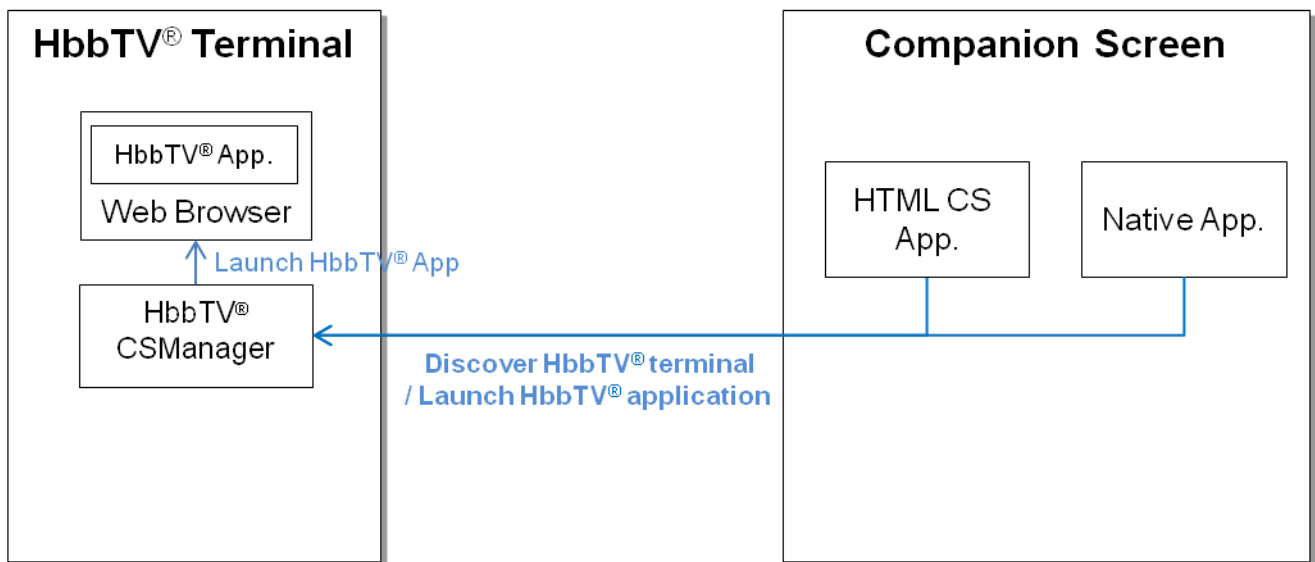 HbbTV® Terminal
HbbTV® App.
Web Browser
Launch HbbTV® App
HbbTV®
CSManager
Discover HbbTV® terminal
/ Launch HbbTV® application
Companion Screen
HTML CS
App.
Native App.